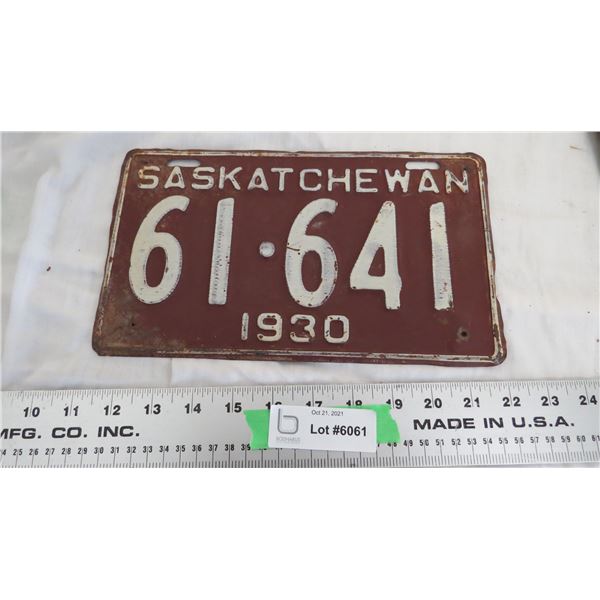 SASKATCHEWAN
61·641
1930
10 11 12 13 14 15 16 17 18 19 20 21 22 23 24
MFG. CO. INC.
MADE IN U.S.A.
Oct 21, 2021
Lot #6061